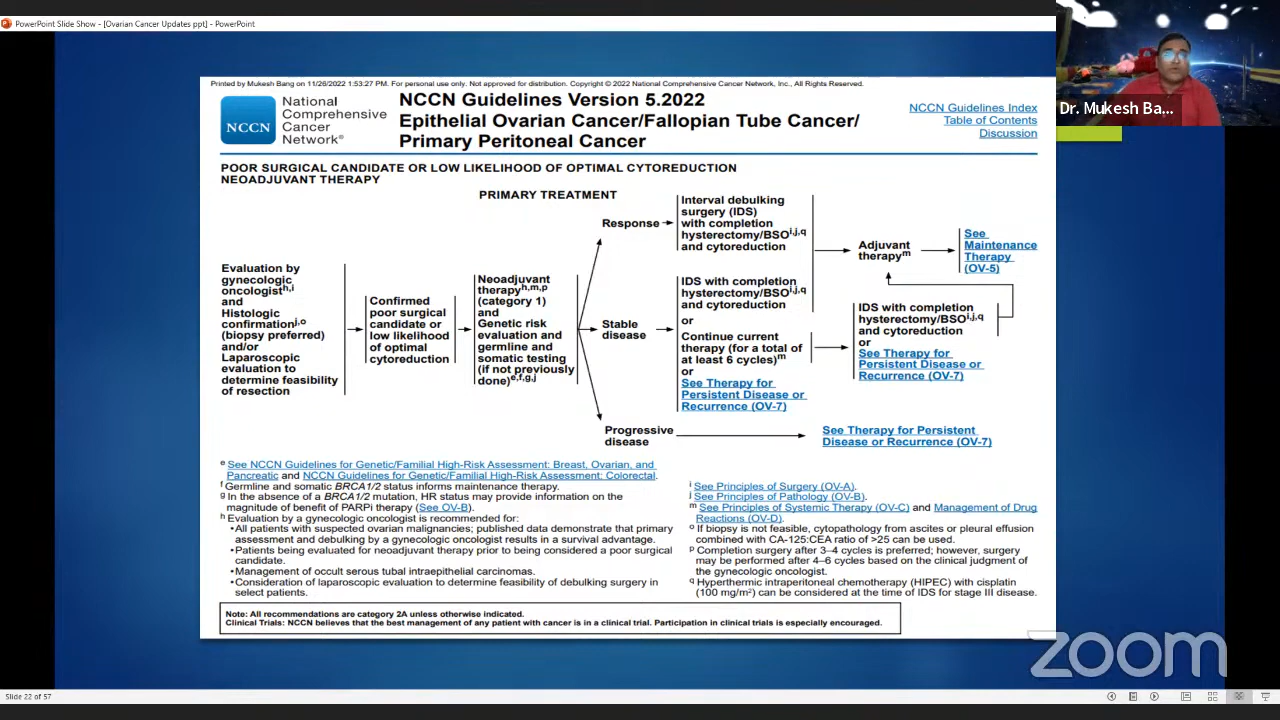 PowerPoint Slide Show - [Ovarian Cancer Updates ppt] - PowerPoint
Dr. Mukesh Ba...
Printed by Mukesh Bang on 11/26/2022 1:53:27 PM. For personal use only. Not approved for distribution. Copyright © 2022 National Comprehensive Cancer Network, Inc., All Rights Reserved.
NCCN
National
Comprehensive
Cancer
Network®
NCCN Guidelines Version 5.2022
Epithelial Ovarian Cancer/Fallopian Tube Cancer/
Primary Peritoneal Cancer
NCCN Guidelines Index
Table of Contents
Discussion
POOR SURGICAL CANDIDATE OR LOW LIKELIHOOD OF OPTIMAL CYTOREDUCTION
NEOADJUVANT THERAPY
PRIMARY TREATMENT
Evaluation by
gynecologic
oncologist h,i
and
Histologic
confirmation j,o
(biopsy preferred)
and/or
Laparoscopic
evaluation to
determine feasibility
of resection
Confirmed
poor surgical
candidate or
low likelihood
of optimal
cytoreduction
Neoadjuvant
therapy h,m,p
(category 1)
and
Genetic risk
evaluation and
germline and
somatic testing
(if not previously
done) e,f,g,j
Response
Interval debulking
surgery (IDS)
with completion
hysterectomy/BSO i,j,q
and cytoreduction
Stable
disease
IDS with completion
hysterectomy/BSO i,j,q
and cytoreduction
or
Continue current
therapy (for a total of
at least 6 cycles) m
or
See Therapy for
Persistent Disease or
Recurrence (OV-7)
Adjuvant
therapy m
See
Maintenance
Therapy
(OV-5)
IDS with completion
hysterectomy/BSO i,j,q
and cytoreduction
or
See Therapy for
Persistent Disease or
Recurrence (OV-7)
Progressive
disease
See Therapy for Persistent
Disease or Recurrence (OV-7)
e See NCCN Guidelines for Genetic/Familial High-Risk Assessment: Breast, Ovarian, and
Pancreatic and NCCN Guidelines for Genetic/Familial High-Risk Assessment: Colorectal.
f Germline and somatic BRCA1/2 status informs maintenance therapy.
g In the absence of a BRCA1/2 mutation, HR status may provide information on the
magnitude of benefit of PARPi therapy (See OV-B).
h Evaluation by a gynecologic oncologist is recommended for:
•All patients with suspected ovarian malignancies; published data demonstrate that primary
assessment and debulking by a gynecologic oncologist results in a survival advantage.
•Patients being evaluated for neoadjuvant therapy prior to being considered a poor surgical
candidate.
•Management of occult serous tubal intraepithelial carcinomas.
•Consideration of laparoscopic evaluation to determine feasibility of debulking surgery in
select patients.
i See Principles of Surgery (OV-A).
j See Principles of Pathology (OV-B).
m See Principles of Systemic Therapy (OV-C) and Management of Drug
Reactions (OV-D).
o If biopsy is not feasible, cytopathology from ascites or pleural effusion
combined with CA-125:CEA ratio of >25 can be used.
p Completion surgery after 3–4 cycles is preferred; however, surgery
may be performed after 4–6 cycles based on the clinical judgment of
the gynecologic oncologist.
q Hyperthermic intraperitoneal chemotherapy (HIPEC) with cisplatin
(100 mg/m²) can be considered at the time of IDS for stage III disease.
Note: All recommendations are category 2A unless otherwise indicated.
Clinical Trials: NCCN believes that the best management of any patient with cancer is in a clinical trial. Participation in clinical trials is especially encouraged.
zoom
Slide 22 of 57